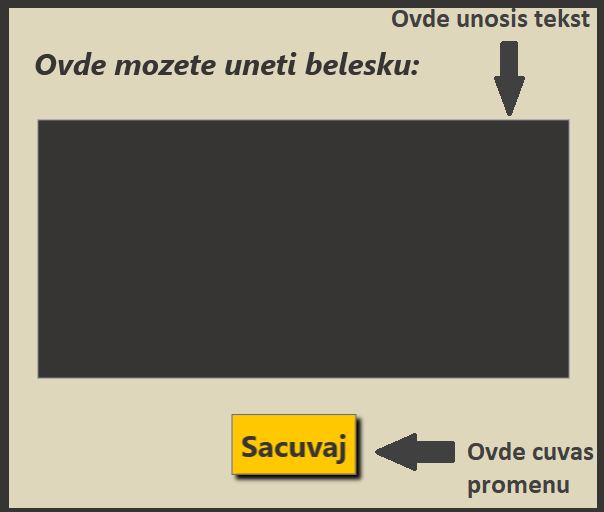 Ovde unosis tekst
Ovde mozete uneti belesku:
Sacuvaj
Ovde cuvas
promenu